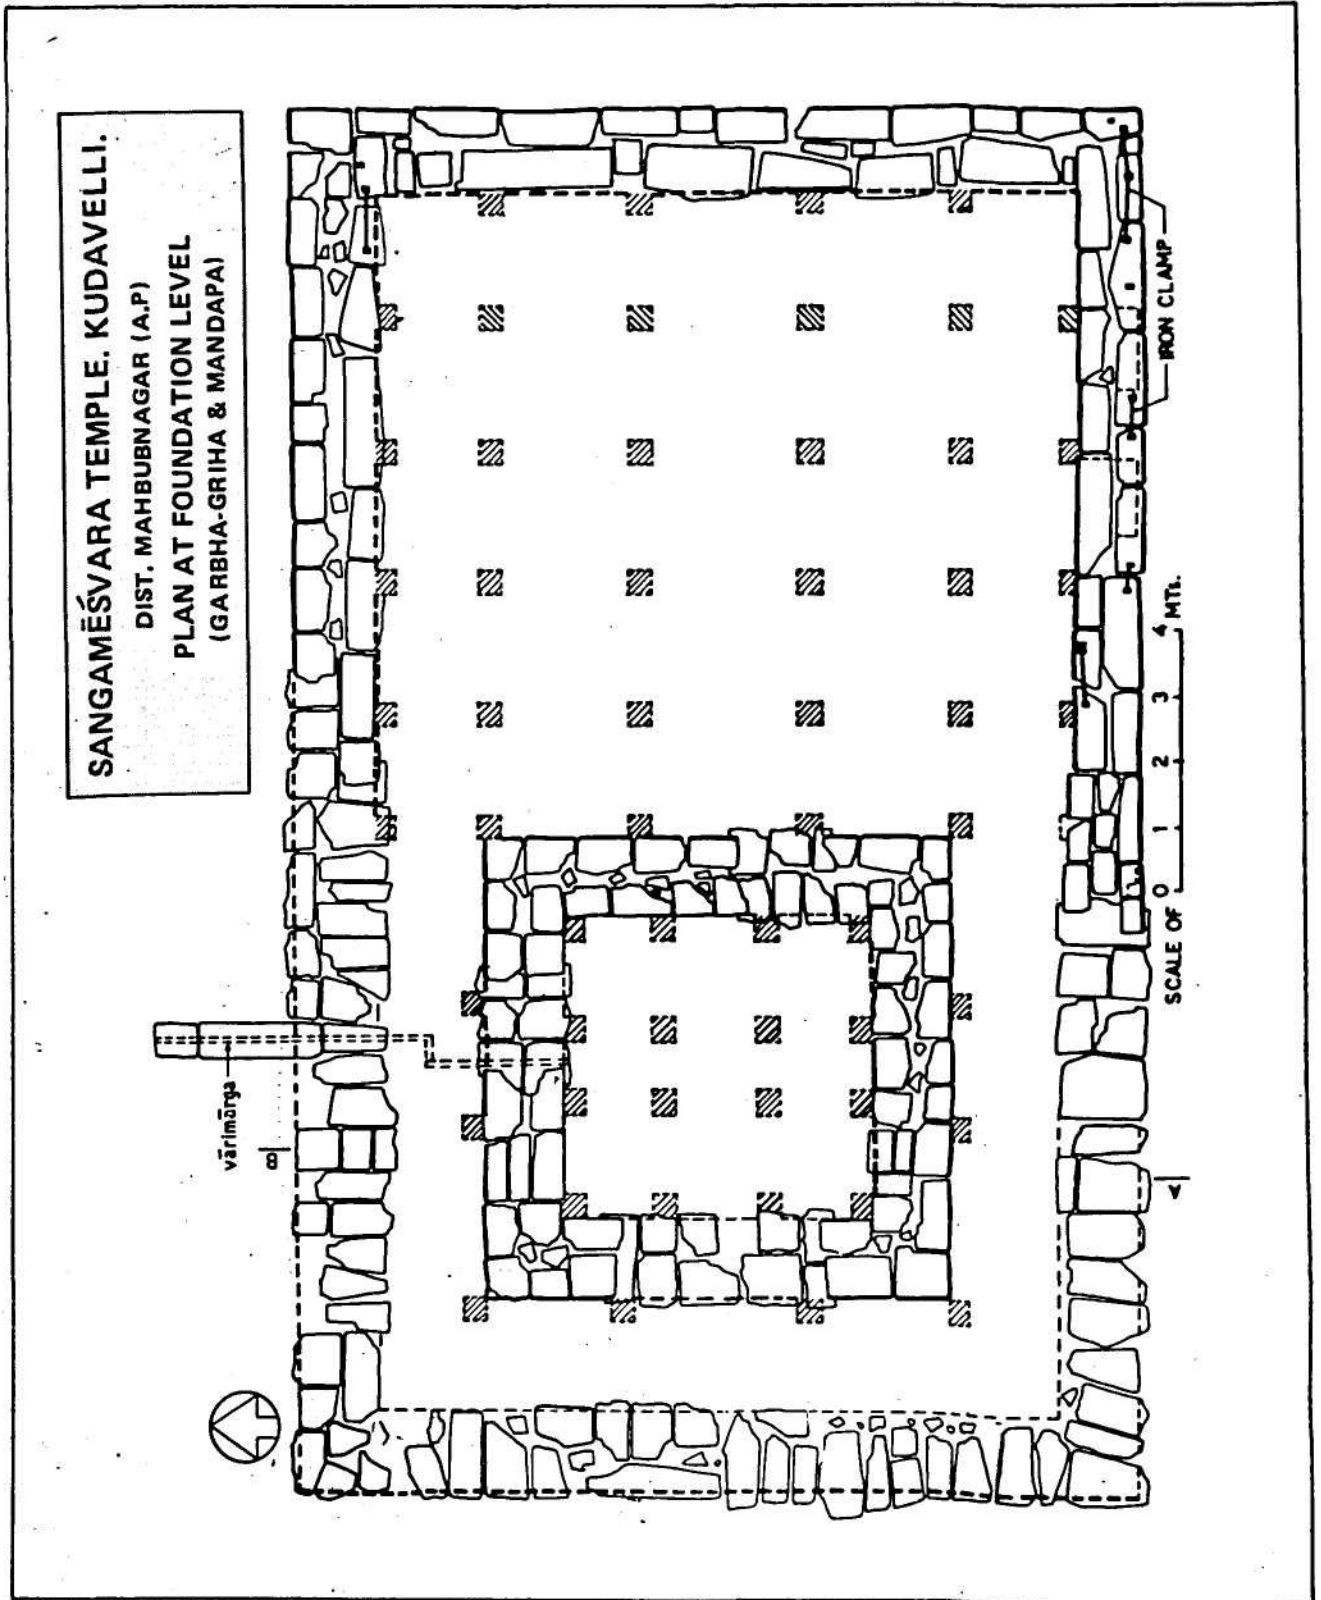 SANGAMĒŚVARA TEMPLE. KUDAVELLI.
DIST. MAHBUBNAGAR (A.P)
PLAN AT FOUNDATION LEVEL
(GARBHA-GRIHA & MANDAPA)
vārimārga
B
IRON CLAMP
SCALE OF 0 1 2 3 4 MTs.
A